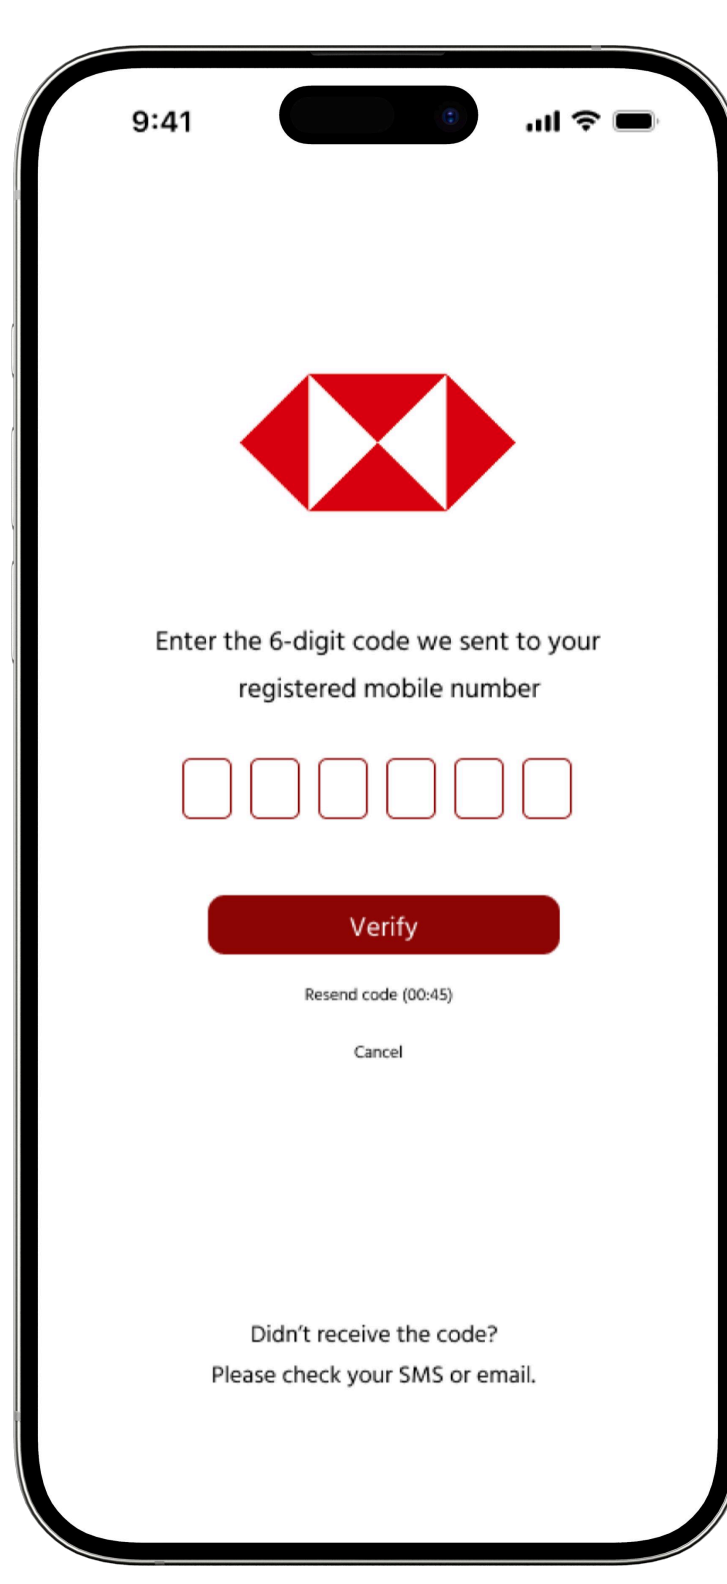 9:41
Enter the 6-digit code we sent to your
registered mobile number
Verify
Resend code (00:45)
Cancel
Didn’t receive the code?
Please check your SMS or email.